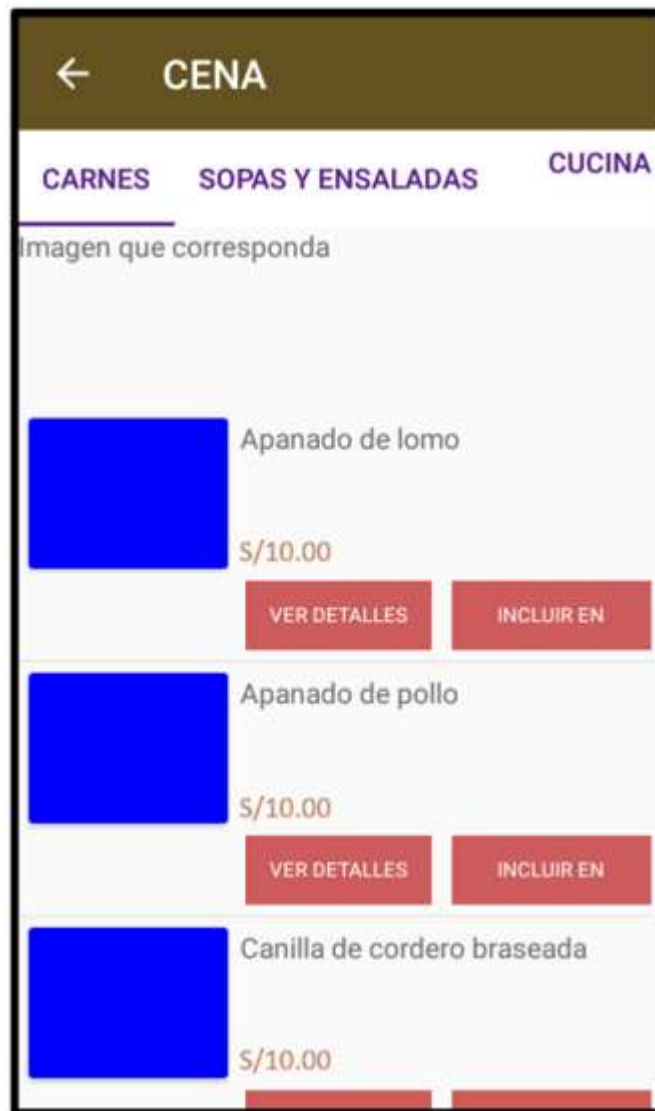 CENA
CARNES SOPAS Y ENSALADAS CUCINA
Imagen que corresponda
Apanado de lomo
S/10.00
VER DETALLES INCLUIR EN
Apanado de pollo
S/10.00
VER DETALLES INCLUIR EN
Canilla de cordero braseada
S/10.00